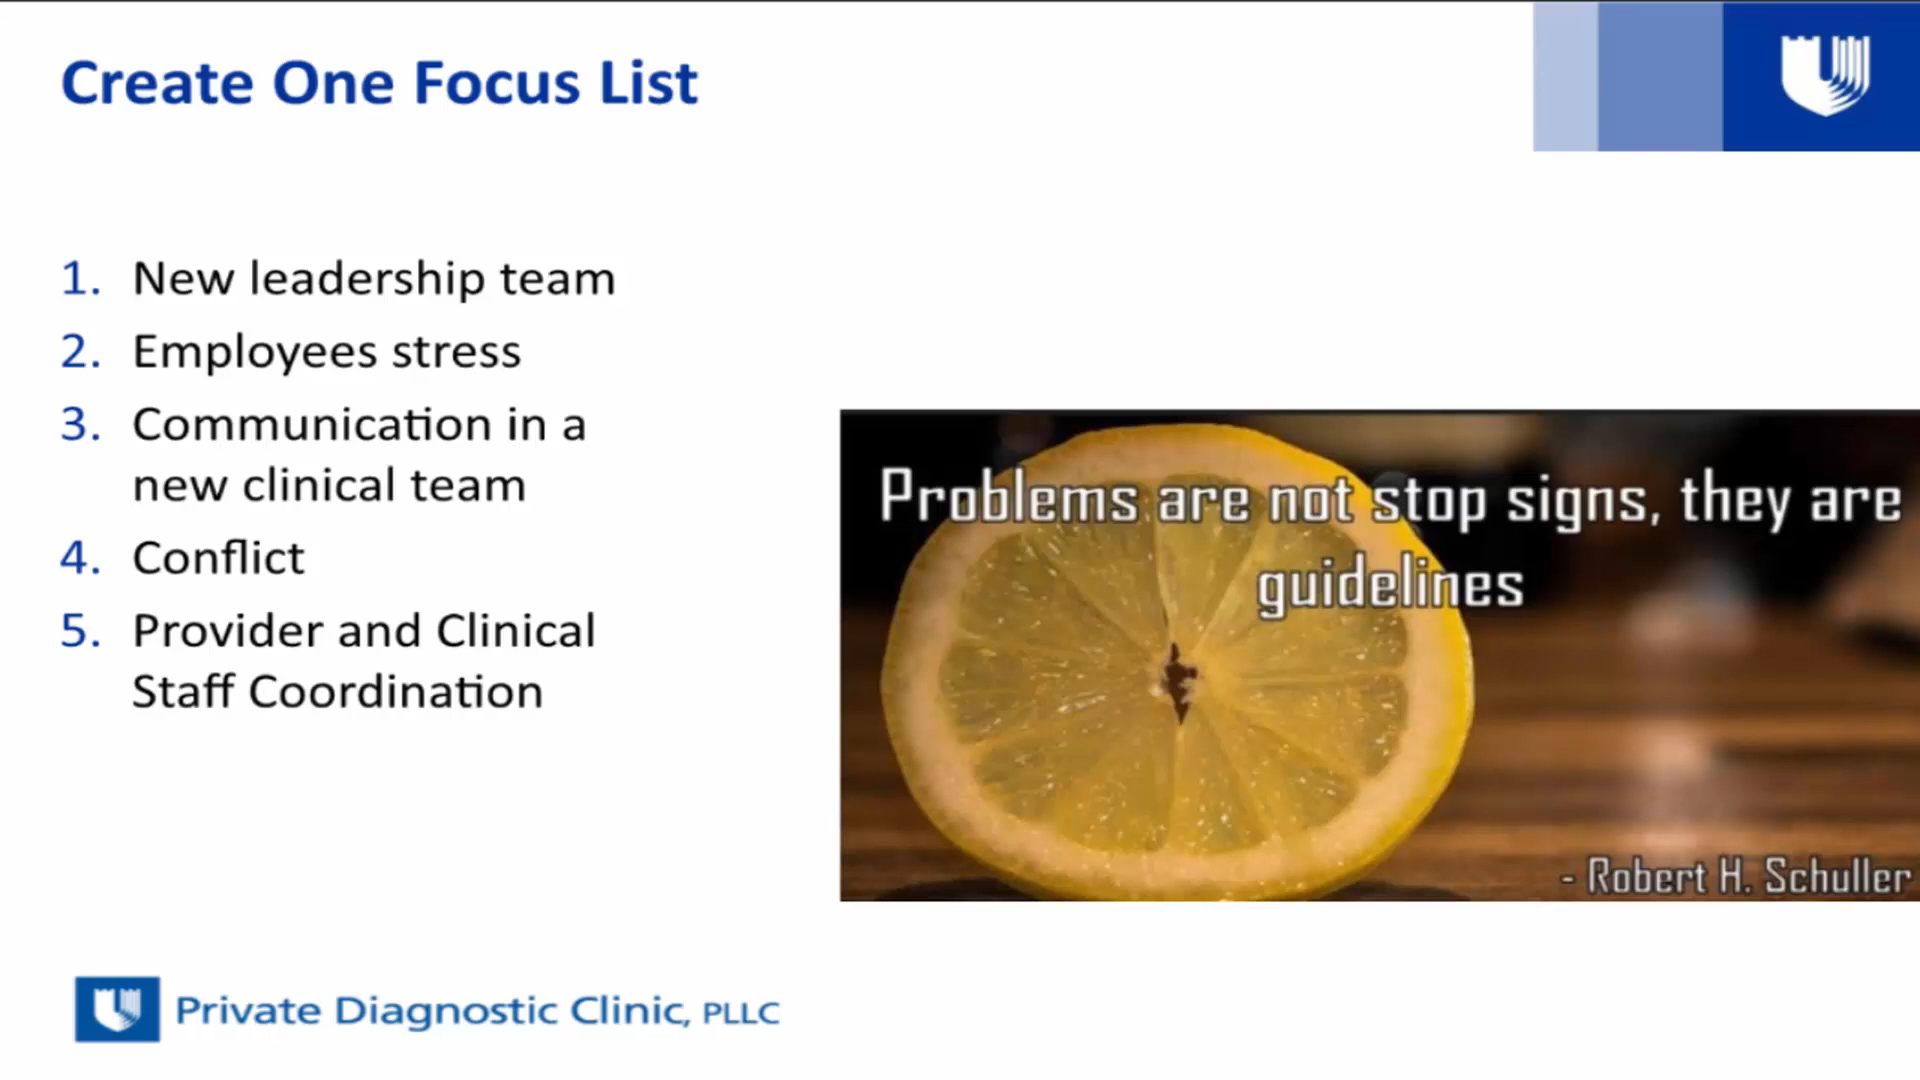 Create One Focus List
1. New leadership team
2. Employees stress
3. Communication in a
new clinical team
4. Conflict
5. Provider and Clinical
Staff Coordination
Problems are not stop signs, they are
guidelines
- Robert H. Schuller
Private Diagnostic Clinic, PLLC